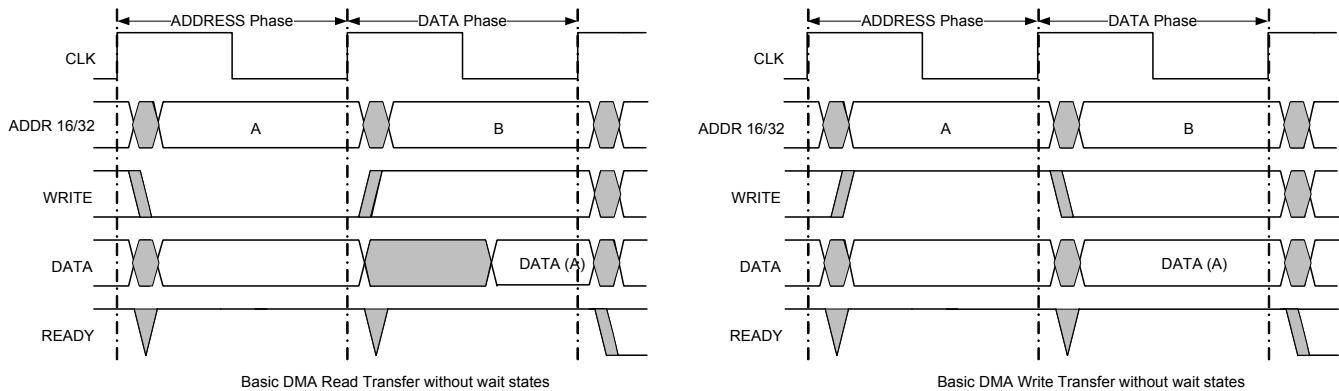 ADDRESS Phase DATA Phase
CLK
ADDR 16/32 A B
WRITE
DATA DATA (A)
READY
Basic DMA Read Transfer without wait states
ADDRESS Phase DATA Phase
CLK
ADDR 16/32 A B
WRITE
DATA DATA (A)
READY
Basic DMA Write Transfer without wait states